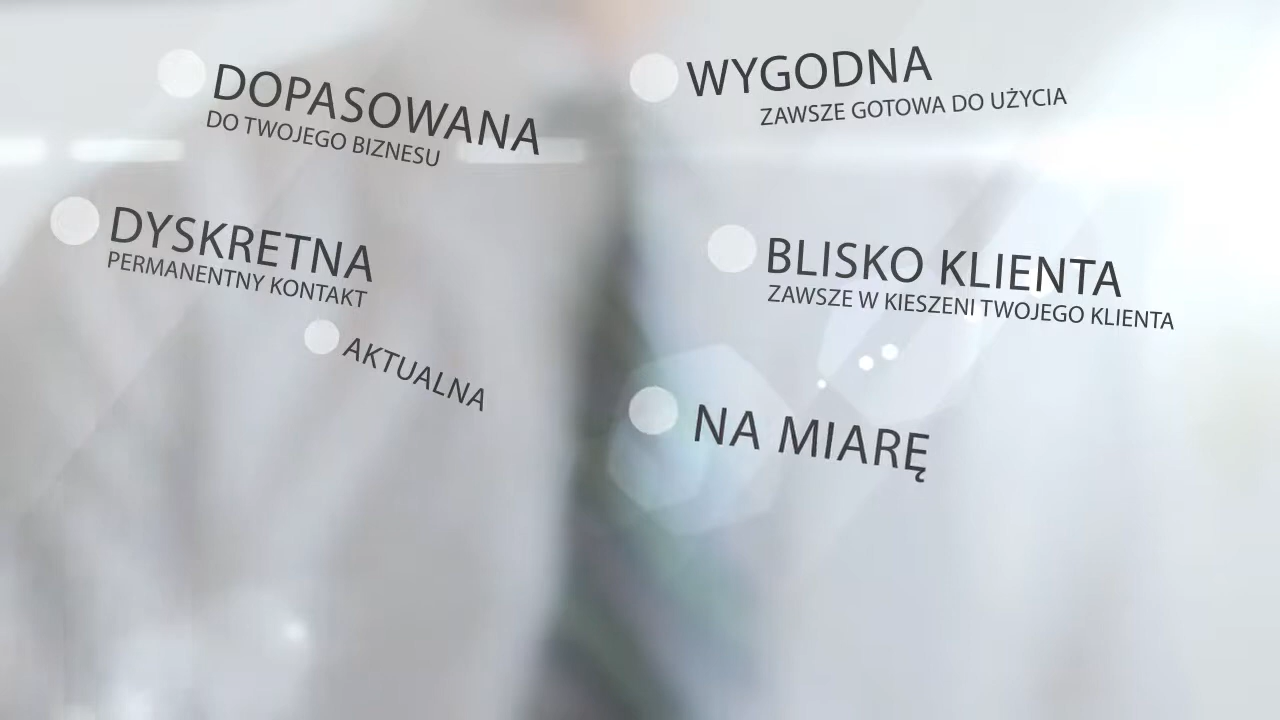 DOPASOWANA
DO TWOJEGO BIZNESU
WYGODNA
ZAWSZE GOTOWA DO UŻYCIA
DYSKRETNA
PERMANENTNY KONTAKT
BLISKO KLIENTA
ZAWSZE W KIESZENI TWOJEGO KLIENTA
AKTUALNA
NA MIARĘ